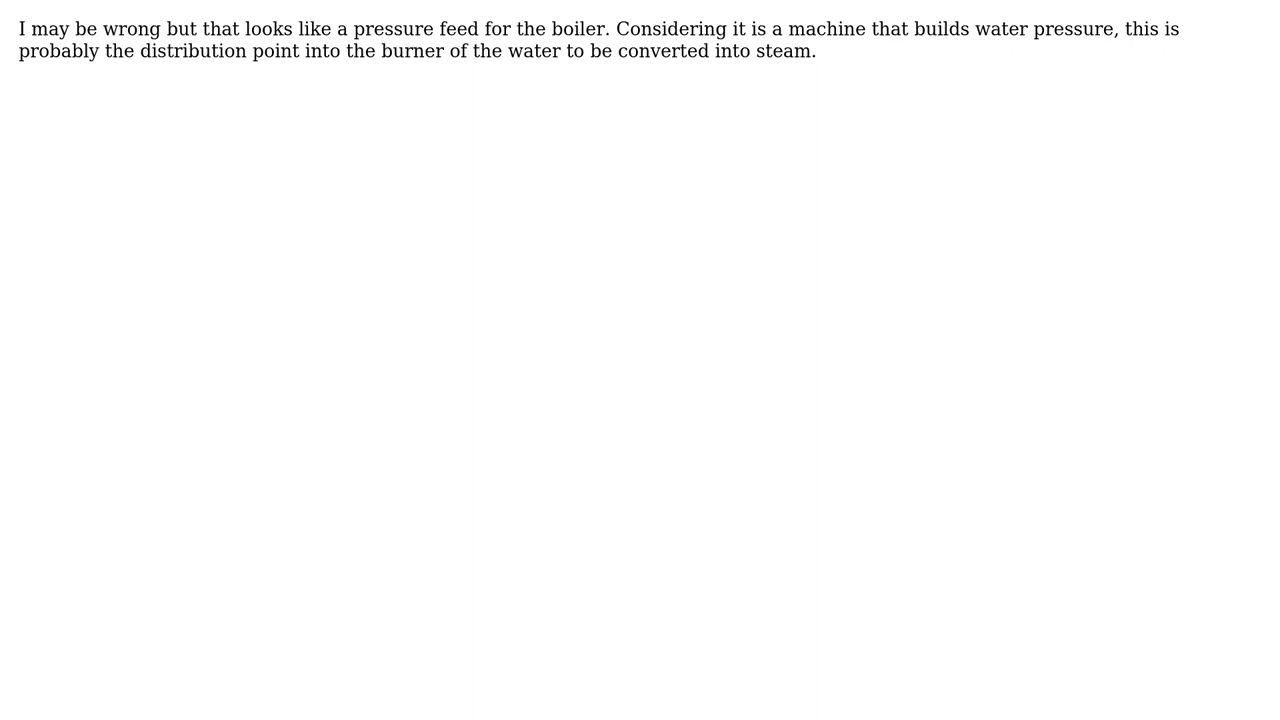 I may be wrong but that looks like a pressure feed for the boiler. Considering it is a machine that builds water pressure, this is
probably the distribution point into the burner of the water to be converted into steam.